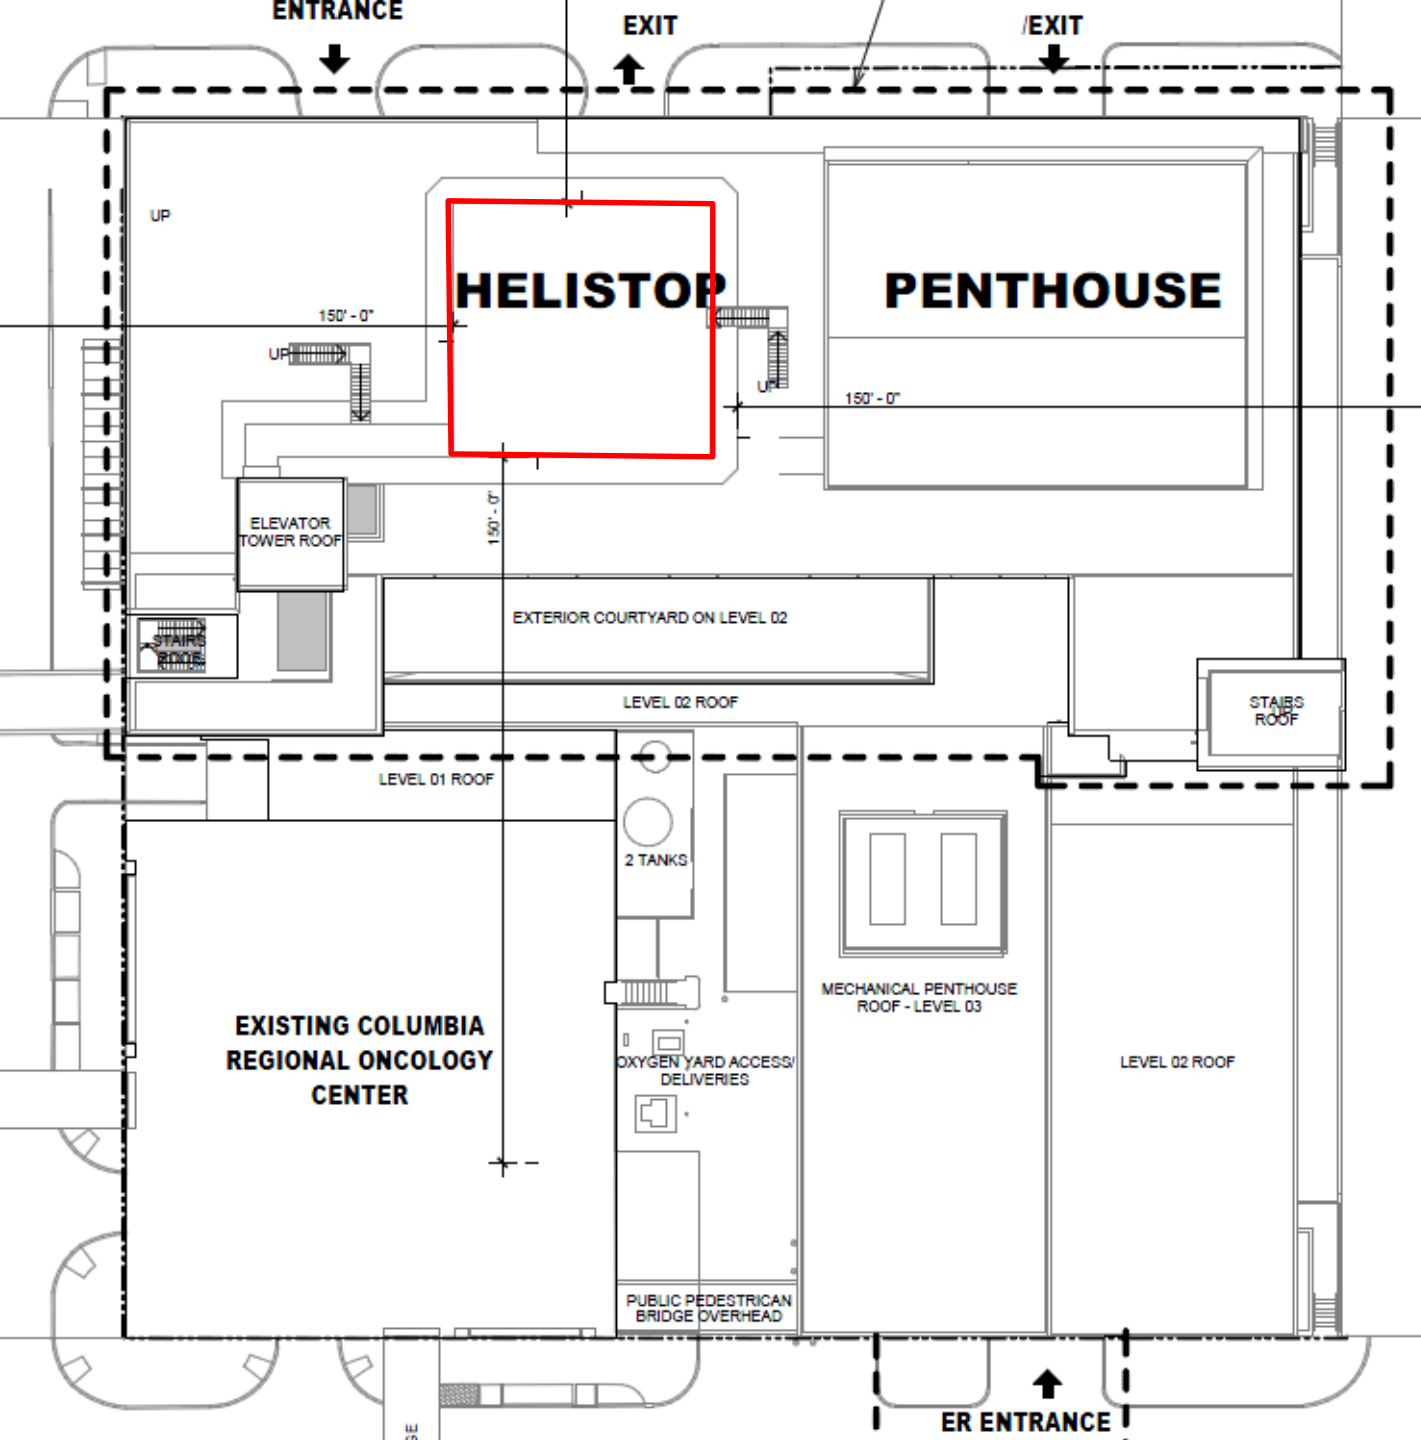 ENTRANCE
EXIT
/EXIT
UP
HELISTOP
PENTHOUSE
150' - 0"
UP
UP
150' - 0"
150' - 0"
ELEVATOR
TOWER ROOF
EXTERIOR COURTYARD ON LEVEL 02
STAIRS
ROOF
LEVEL 02 ROOF
STAIRS
UP
ROOF
LEVEL 01 ROOF
2 TANKS
MECHANICAL PENTHOUSE
ROOF - LEVEL 03
EXISTING COLUMBIA
REGIONAL ONCOLOGY
CENTER
OXYGEN YARD ACCESS/
DELIVERIES
LEVEL 02 ROOF
PUBLIC PEDESTRICAN
BRIDGE OVERHEAD
ER ENTRANCE